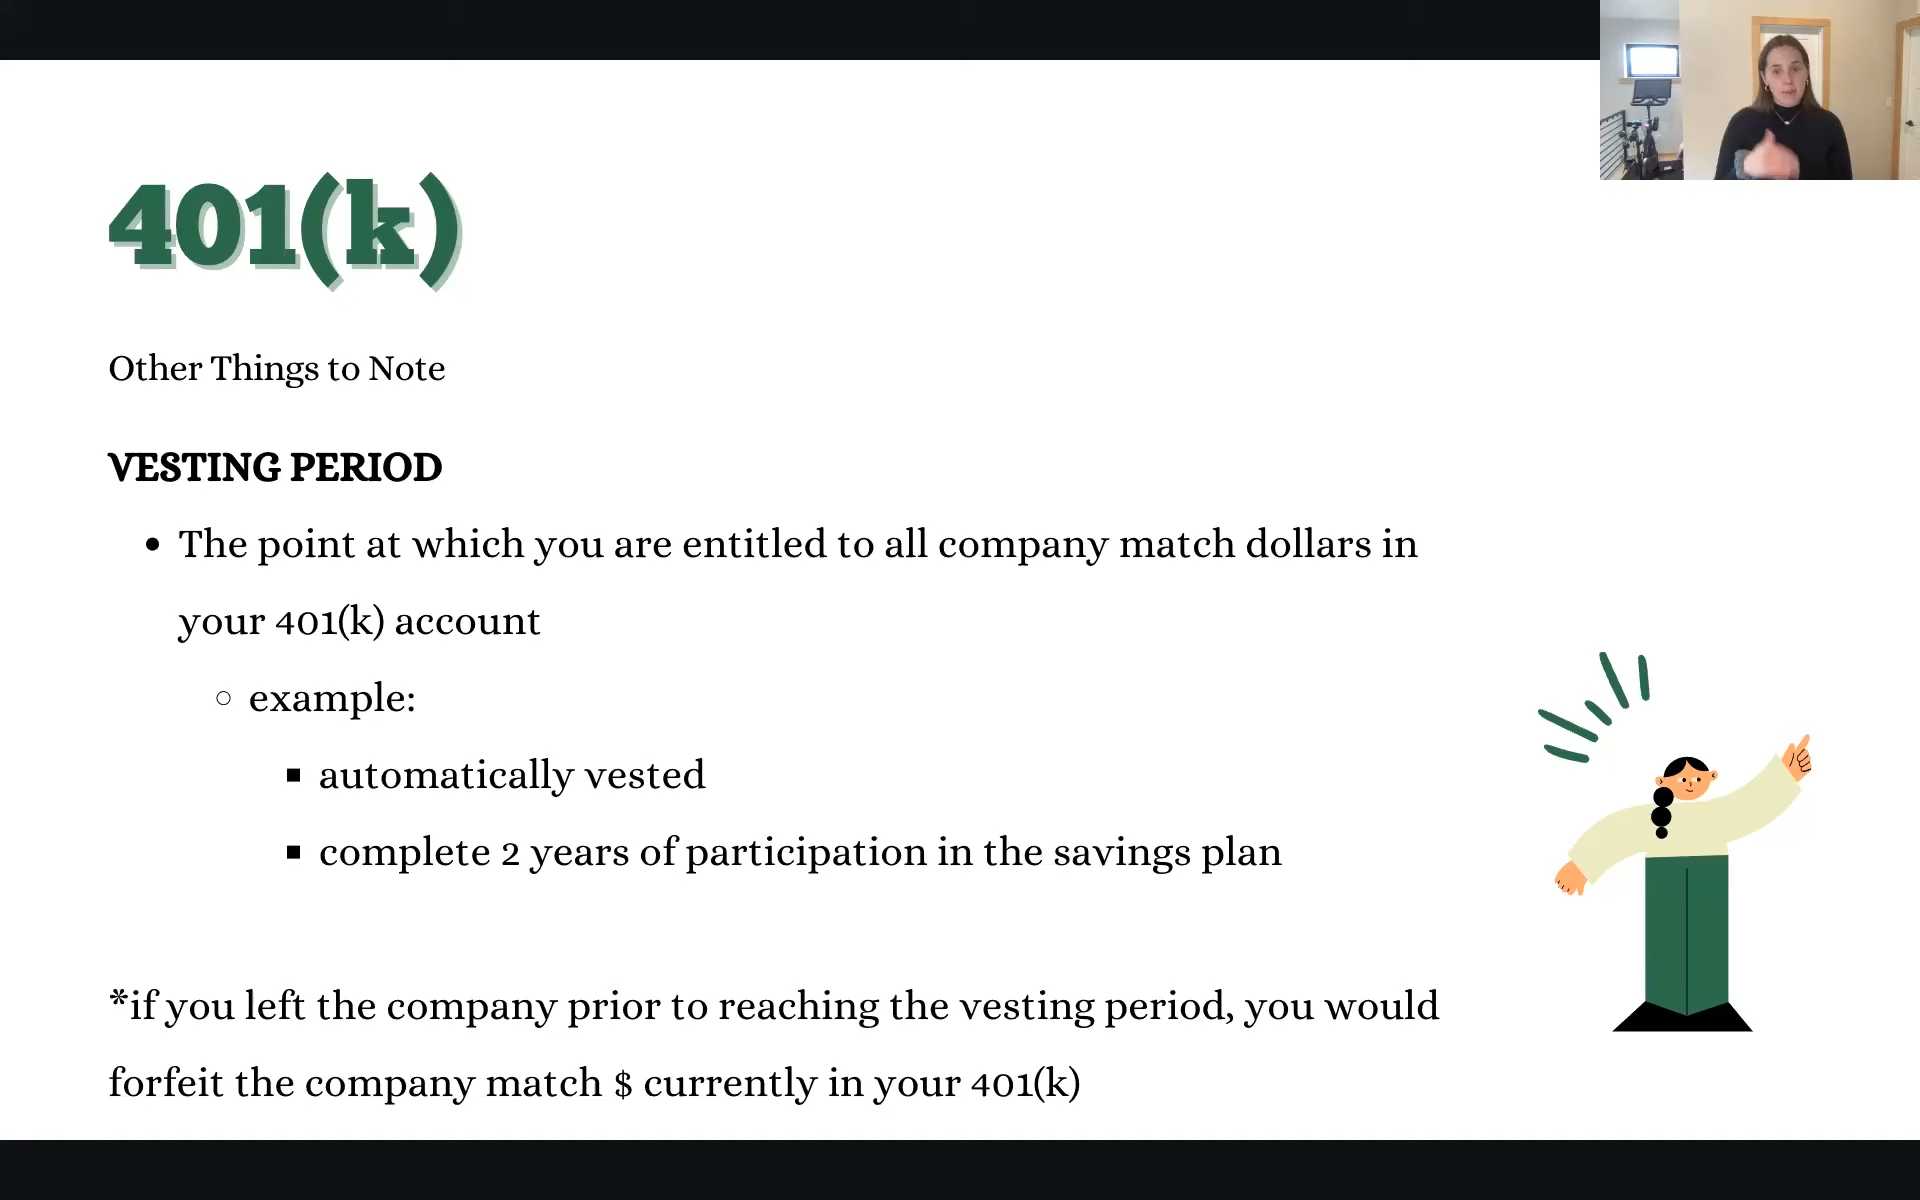 401(k)
Other Things to Note
VESTING PERIOD
• The point at which you are entitled to all company match dollars in
your 401(k) account
○ example:
■ automatically vested
■ complete 2 years of participation in the savings plan
*if you left the company prior to reaching the vesting period, you would
forfeit the company match $ currently in your 401(k)